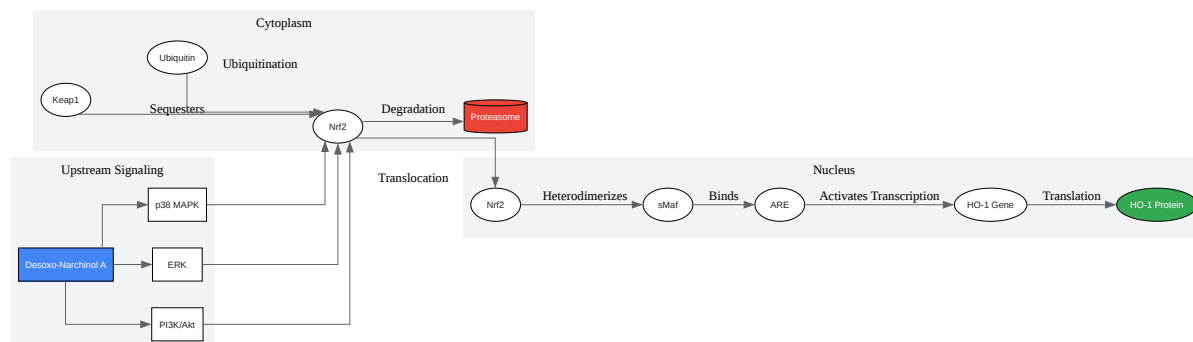 Cytoplasm
Ubiquitin
Ubiquitination
Keap1
Sequesters
Nrf2
Degradation
Proteasome
Upstream Signaling
p38 MAPK
Desoxo-Narchinol A
ERK
PI3K/Akt
Translocation
Nucleus
Nrf2
Heterodimerizes
sMaf
Binds
ARE
Activates Transcription
HO-1 Gene
Translation
HO-1 Protein